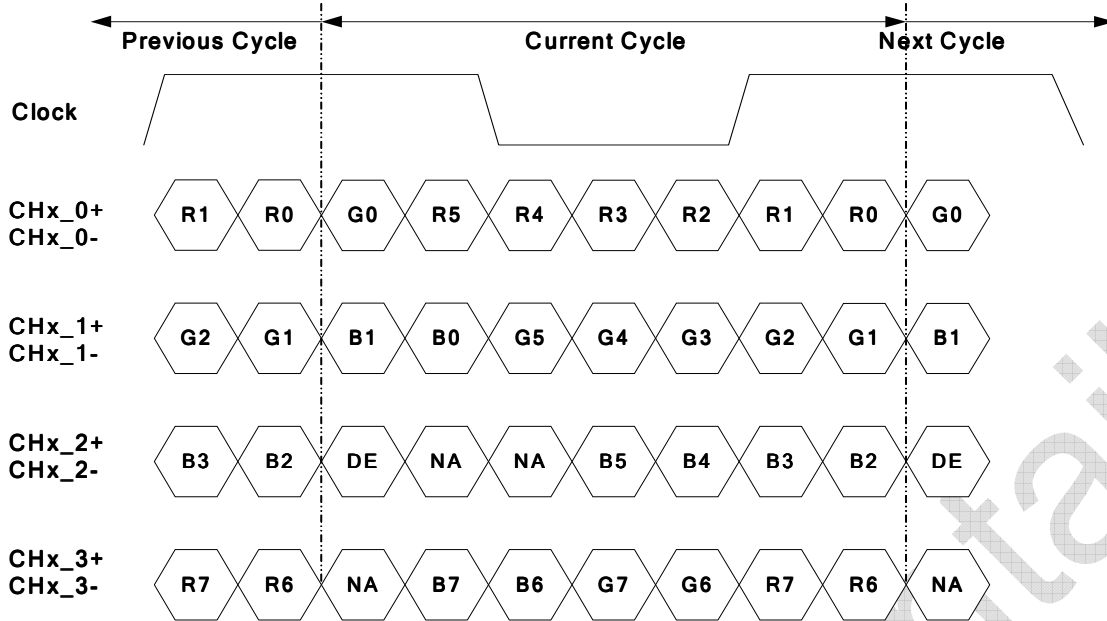 Previous Cycle Current Cycle Next Cycle
Clock
CHx_0+ R1 R0 G0 R5 R4 R3 R2 R1 R0 G0
CHx_0-
CHx_1+ G2 G1 B1 B0 G5 G4 G3 G2 G1 B1
CHx_1-
CHx_2+ B3 B2 DE NA NA B5 B4 B3 B2 DE
CHx_2-
CHx_3+ R7 R6 NA B7 B6 G7 G6 R7 R6 NA
CHx_3-